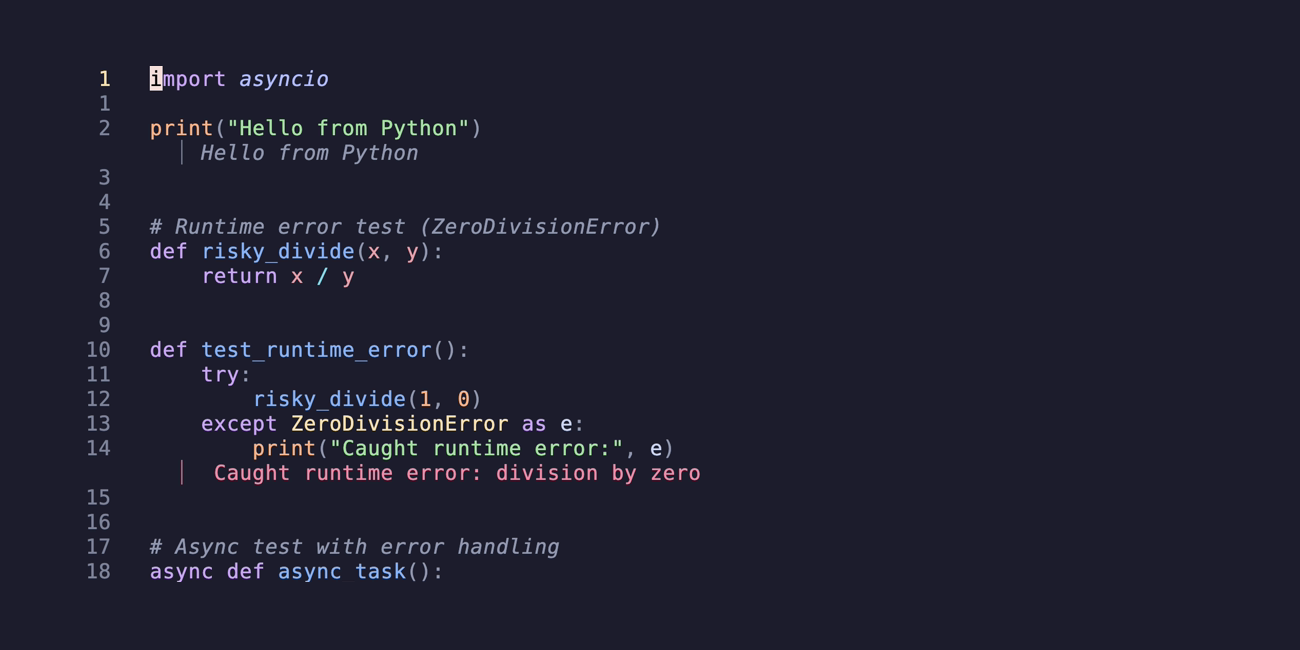 1 import asyncio
1
2 print("Hello from Python")
│ Hello from Python
3
4
5 # Runtime error test (ZeroDivisionError)
6 def risky_divide(x, y):
7     return x / y
8
9
10 def test_runtime_error():
11     try:
12         risky_divide(1, 0)
13     except ZeroDivisionError as e:
14         print("Caught runtime error:", e)
│ Caught runtime error: division by zero
15
16
17 # Async test with error handling
18 async def async task():